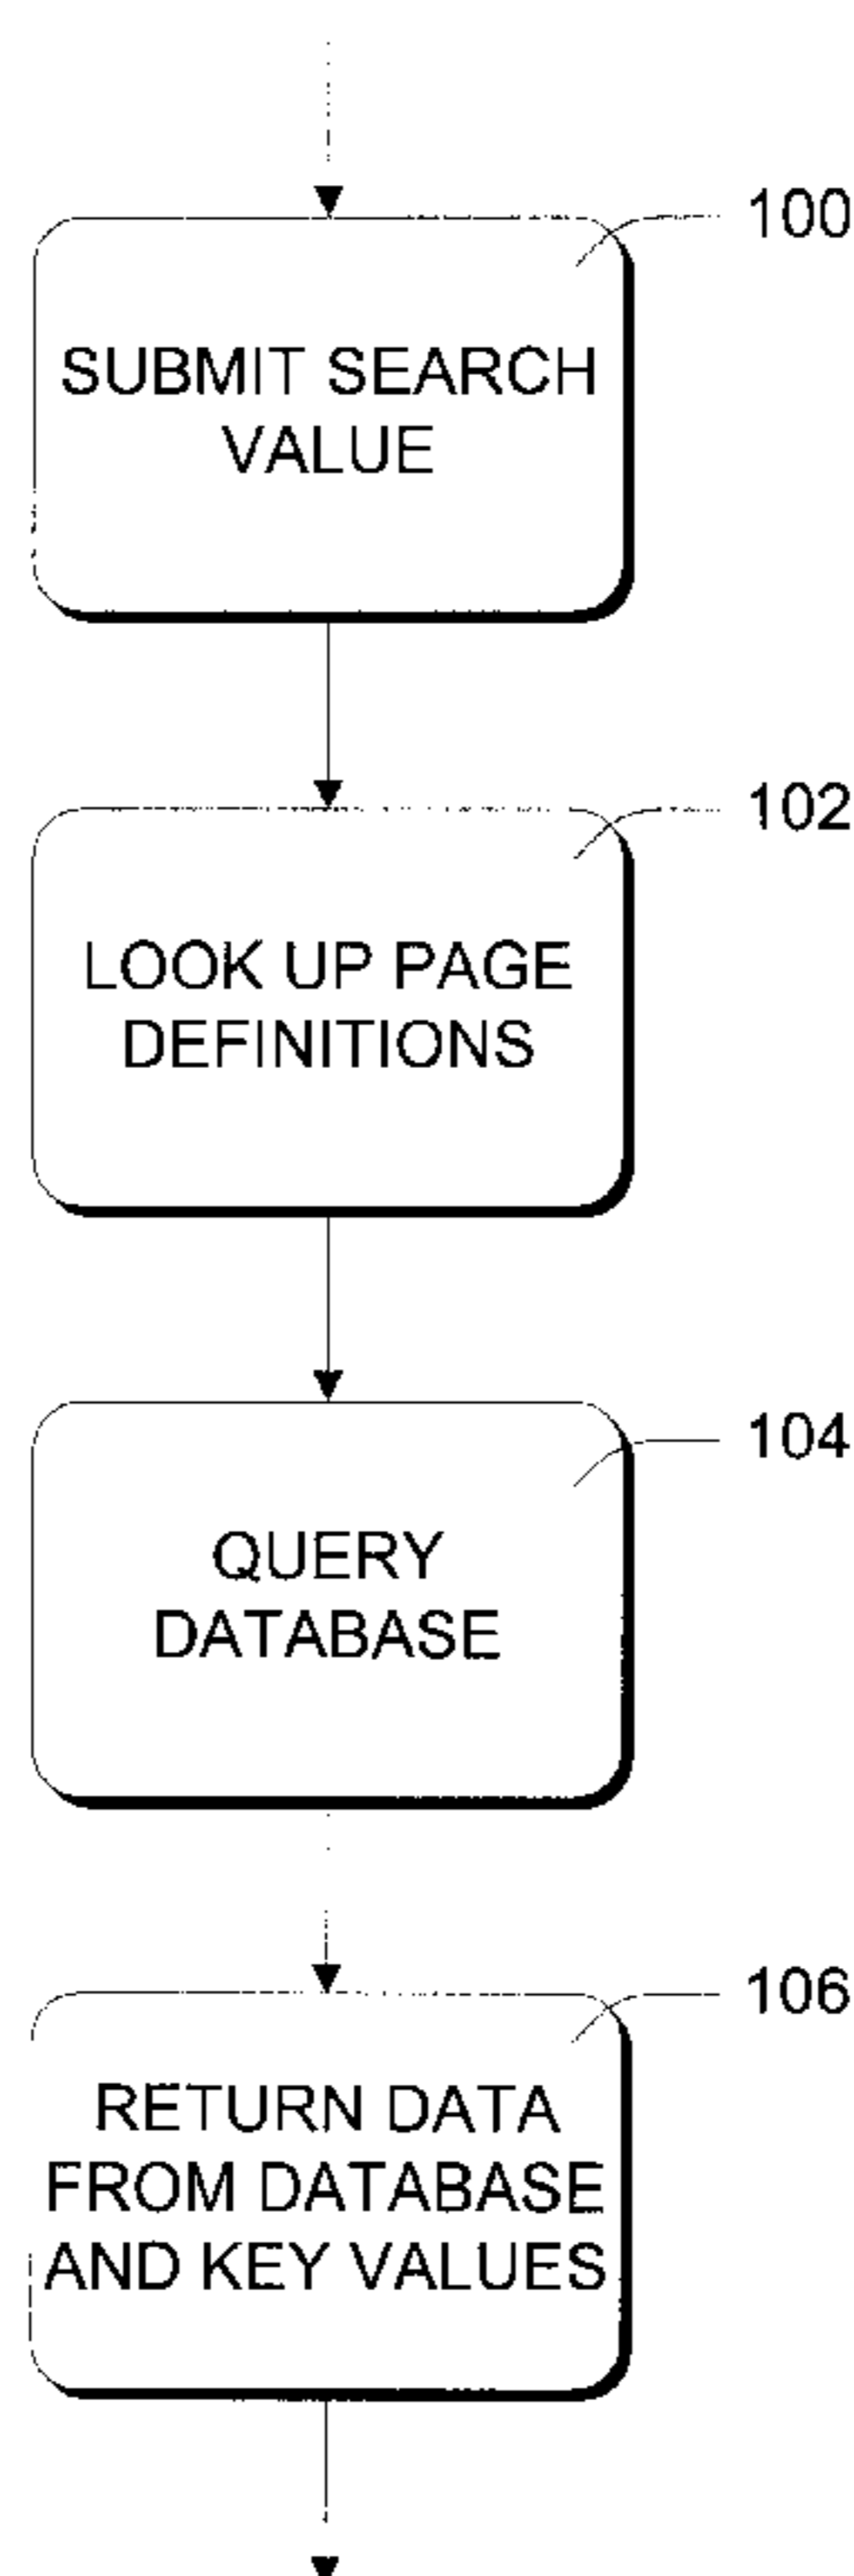 100
SUBMIT SEARCH
VALUE
102
LOOK UP PAGE
DEFINITIONS
104
QUERY
DATABASE
106
RETURN DATA
FROM DATABASE
AND KEY VALUES